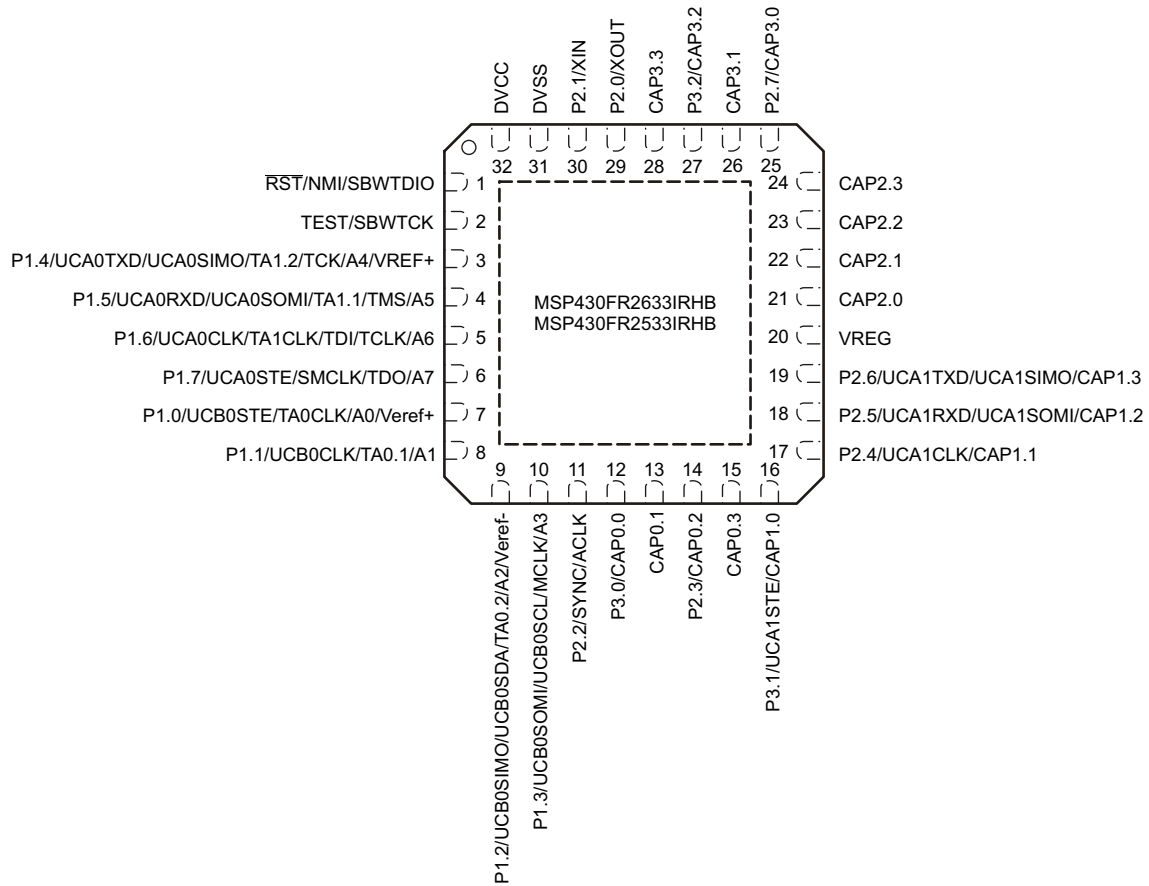 DVCC
DVSS
P2.1/XIN
P2.0/XOUT
CAP3.3
P3.2/CAP3.2
CAP3.1
P2.7/CAP3.0
32
31
30
29
28
27
26
25
RST/NMI/SBWTDIO
1
24
CAP2.3
TEST/SBWTCK
2
23
CAP2.2
P1.4/UCA0TXD/UCA0SIMO/TA1.2/TCK/A4/VREF+
3
22
CAP2.1
P1.5/UCA0RXD/UCA0SOMI/TA1.1/TMS/A5
4
21
CAP2.0
MSP430FR2633IRHB
MSP430FR2533IRHB
P1.6/UCA0CLK/TA1CLK/TDI/TCLK/A6
5
20
VREG
P1.7/UCA0STE/SMCLK/TDO/A7
6
19
P2.6/UCA1TXD/UCA1SIMO/CAP1.3
P1.0/UCB0STE/TA0CLK/A0/Veref+
7
18
P2.5/UCA1RXD/UCA1SOMI/CAP1.2
P1.1/UCB0CLK/TA0.1/A1
8
17
P2.4/UCA1CLK/CAP1.1
9
10
11
12
13
14
15
16
P1.2/UCB0SIMO/UCB0SDA/TA0.2/A2/Veref-
P1.3/UCB0SOMI/UCB0SCL/MCLK/A3
P2.2/SYNC/ACLK
P3.0/CAP0.0
CAP0.1
P2.3/CAP0.2
CAP0.3
P3.1/UCA1STE/CAP1.0